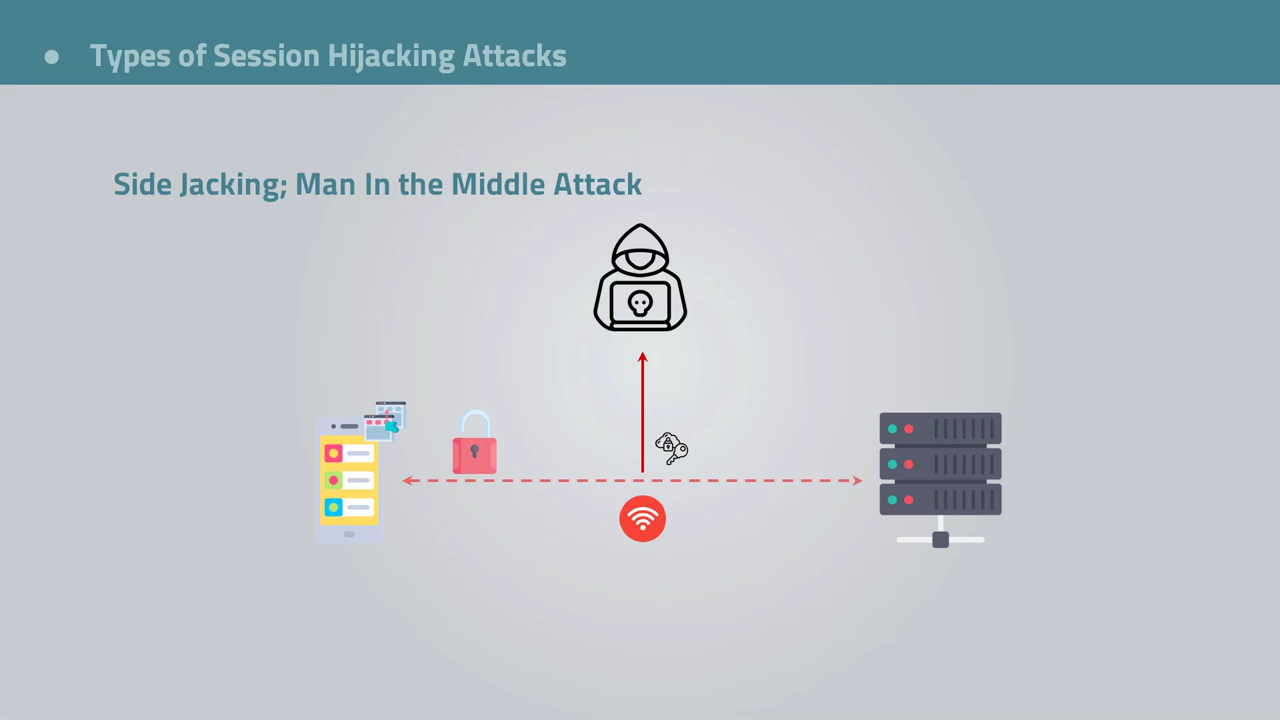 Types of Session Hijacking Attacks
Side Jacking; Man In the Middle Attack